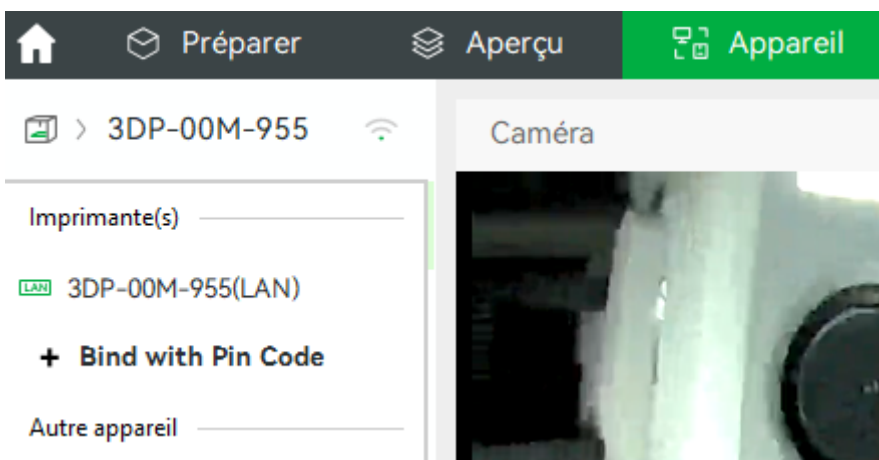 Préparer
Aperçu
Appareil
3DP-00M-955
Caméra
Imprimante(s)
LAN 3DP-00M-955(LAN)
+ Bind with Pin Code
Autre appareil